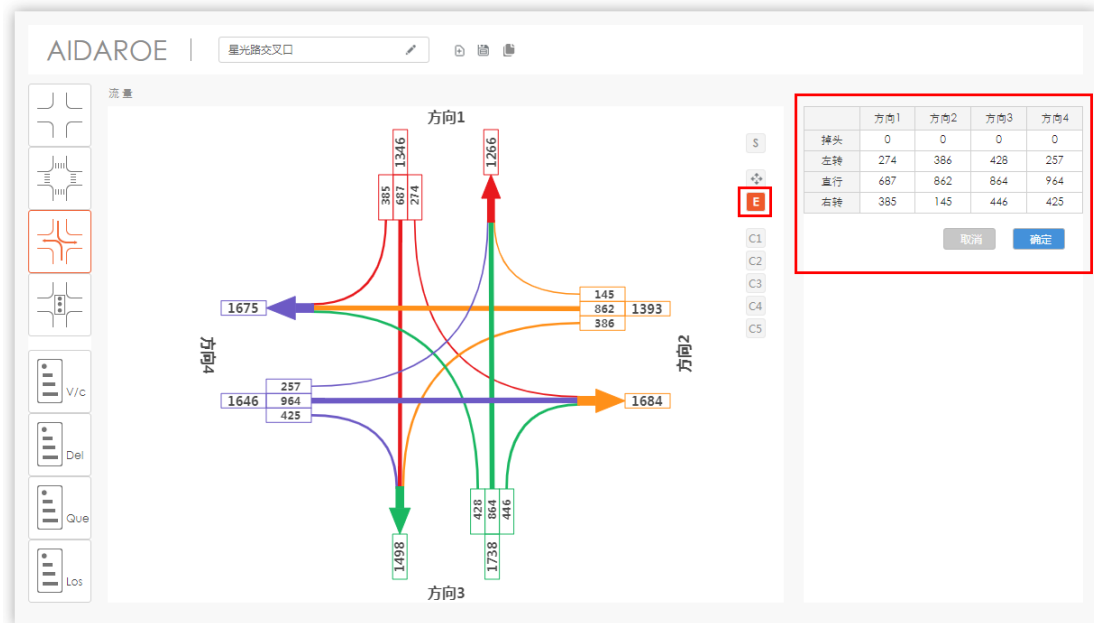 AIDAROE
星光路交叉口
流量
方向1
1346
1266
385 687 274
S
E
C1
C2
C3
C4
C5
145
862
386
1393
1675
方向4
方向2
257
964
425
1646
1684
428 864 446
1498
1738
方向3
方向1 方向2 方向3 方向4
掉头 0 0 0 0
左转 274 386 428 257
直行 687 862 864 964
右转 385 145 446 425
取消 确定
V/c
Del
Que
Los